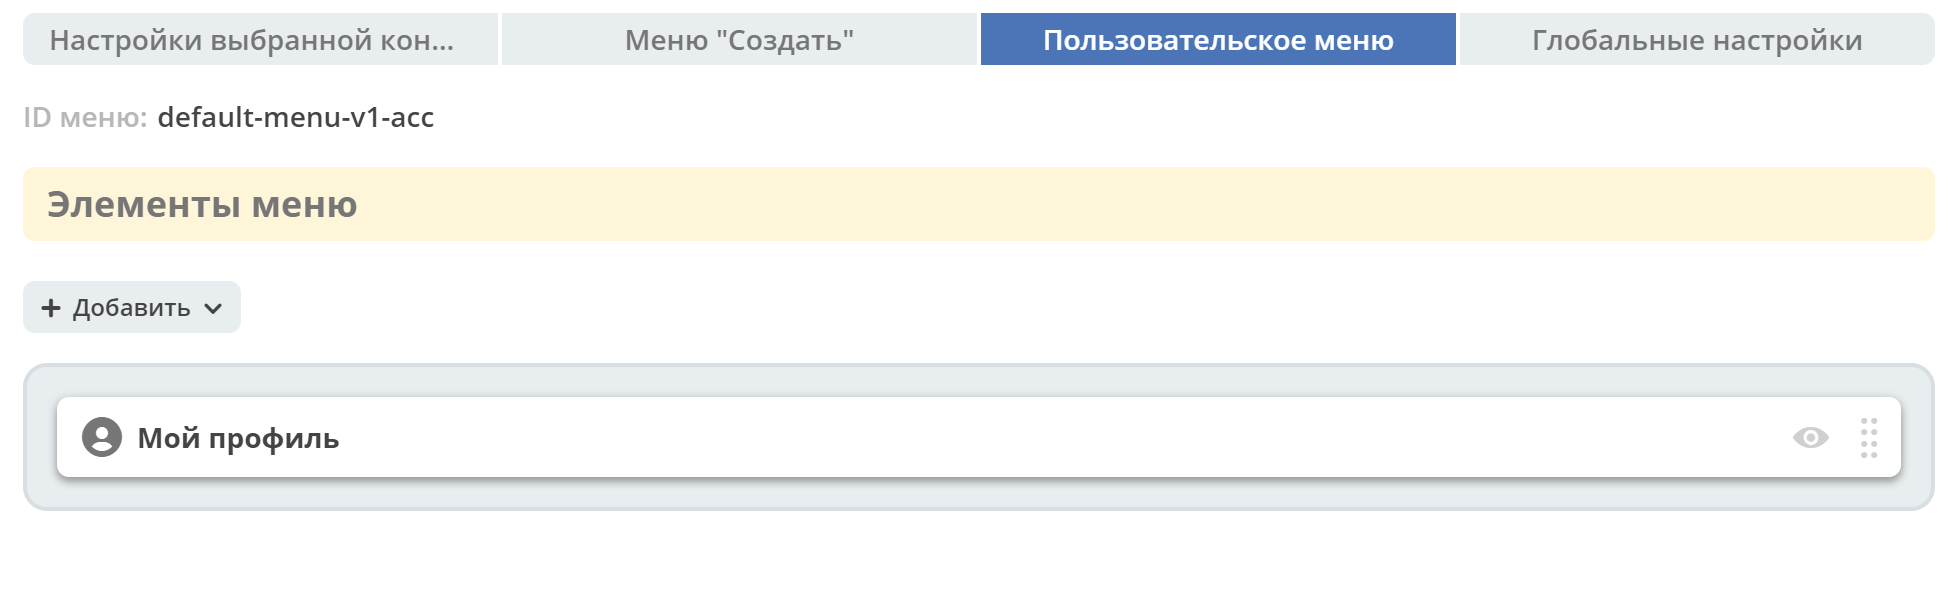 Настройки выбранной кон...
Меню "Создать"
Пользовательское меню
Глобальные настройки
ID меню: default-menu-v1-acc
Элементы меню
Добавить
Мой профиль